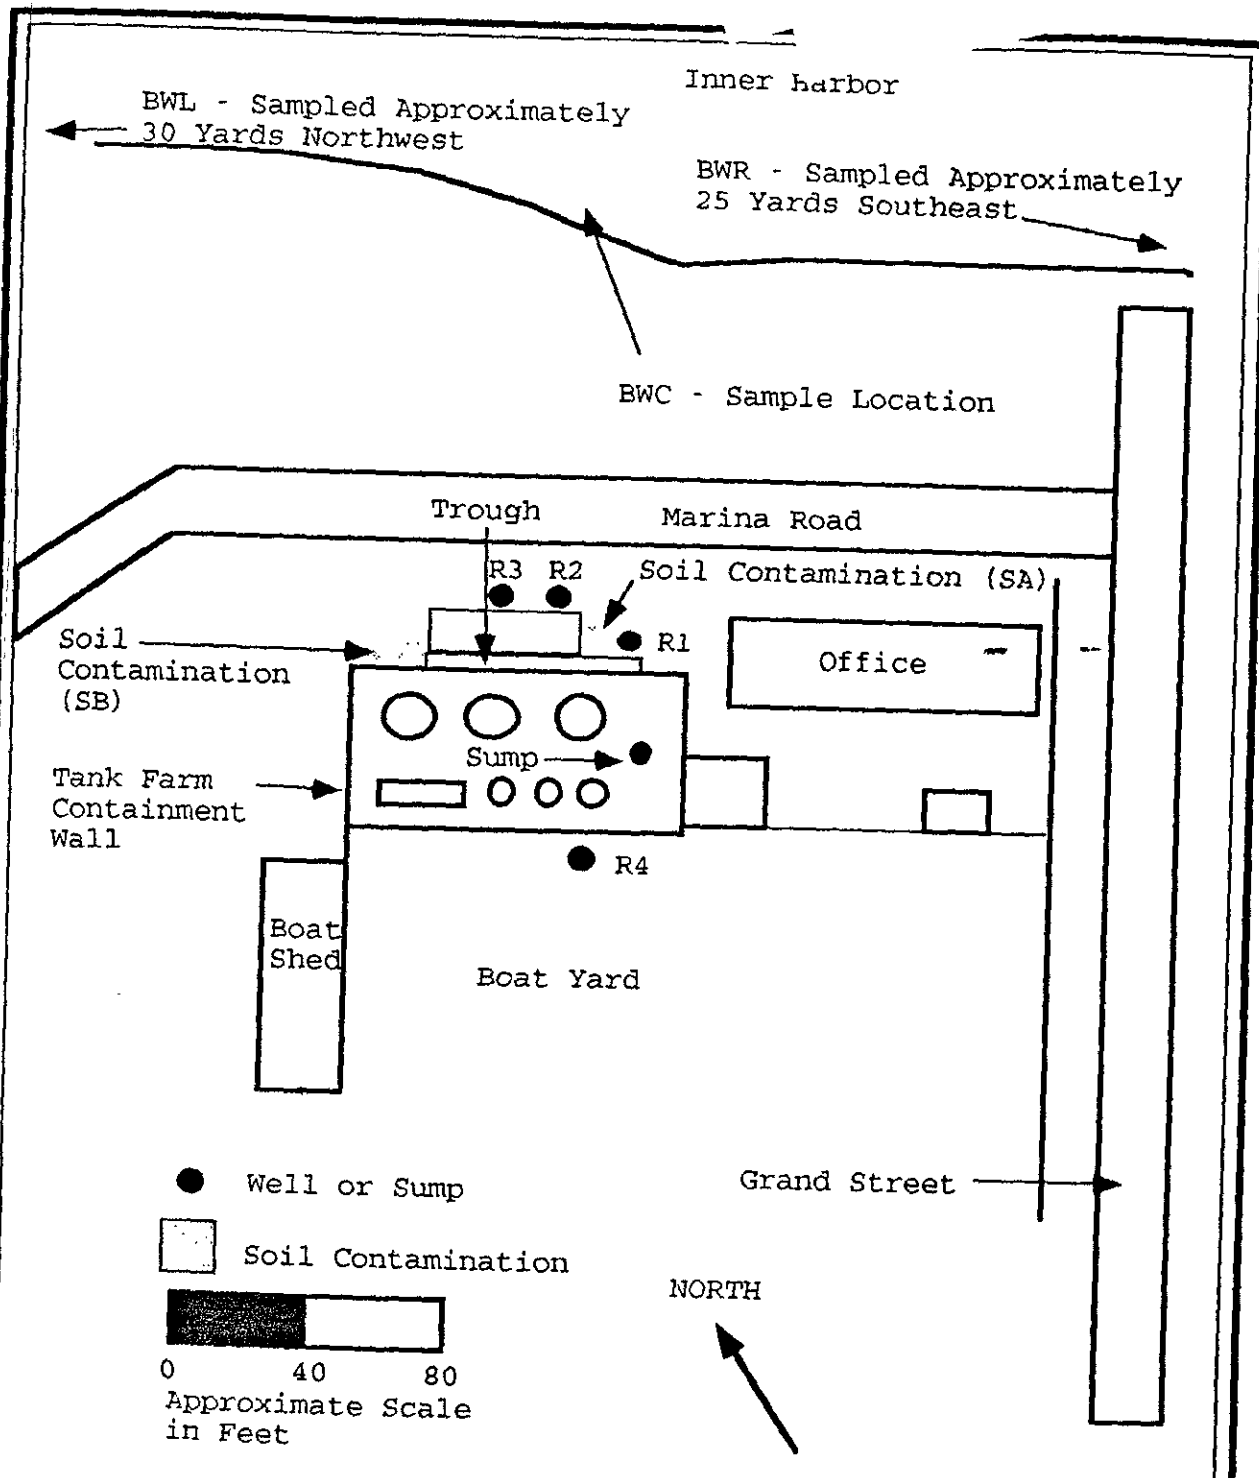 Inner harbor
BWL - Sampled Approximately
30 Yards Northwest
BWR - Sampled Approximately
25 Yards Southeast
BWC - Sample Location
Trough
Marina Road
R3
R2
Soil Contamination (SA)
R1
Soil
Contamination
(SB)
Office
Sump
Tank Farm
Containment
Wall
R4
Boat
Shed
Boat Yard
Well or Sump
Grand Street
Soil Contamination
NORTH
0 40 80
Approximate Scale
in Feet